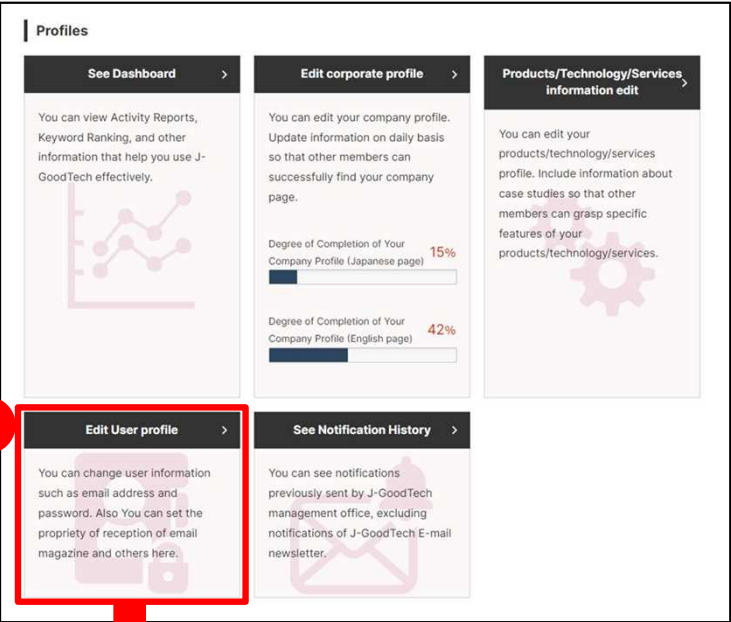 Profiles
See Dashboard
You can view Activity Reports,
Keyword Ranking, and other
information that help you use J-
GoodTech effectively.
Edit corporate profile
You can edit your company profile.
Update information on daily basis
so that other members can
successfully find your company
page.
Degree of Completion of Your
Company Profile (Japanese page)
15%
Degree of Completion of Your
Company Profile (English page)
42%
Products/Technology/Services
information edit
You can edit your
products/technology/services
profile. Include information about
case studies so that other
members can grasp specific
features of your
products/technology/services.
Edit User profile
You can change user information
such as email address and
password. Also You can set the
propriety of reception of email
magazine and others here.
See Notification History
You can see notifications
previously sent by J-GoodTech
management office, excluding
notifications of J-GoodTech E-mail
newsletter.